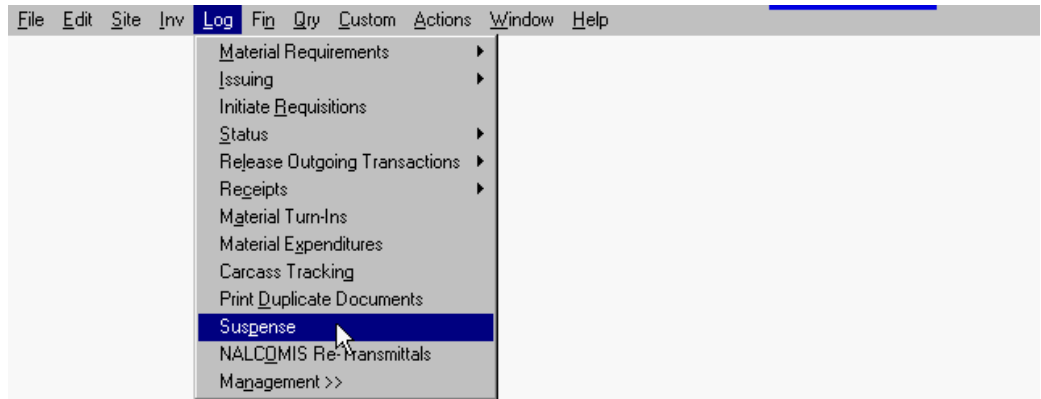 File Edit Site Inv Log Fin Qry Custom Actions Window Help
Material Requirements
Issuing
Initiate Requisitions
Status
Release Outgoing Transactions
Receipts
Material Turn-Ins
Material Expenditures
Carcass Tracking
Print Duplicate Documents
Suspense
NALCOMIS Re-Transmittals
Management >>